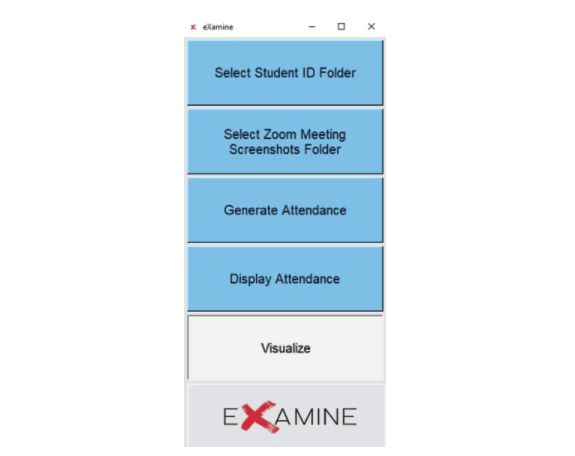 eXamine
Select Student ID Folder
Select Zoom Meeting
Screenshots Folder
Generate Attendance
Display Attendance
Visualize
EXAMINE